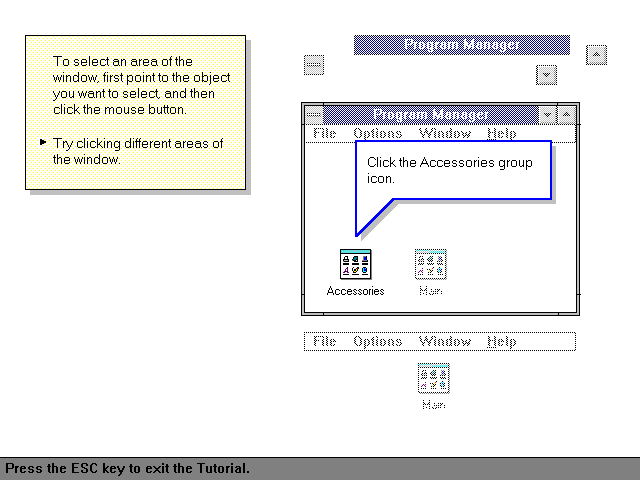 To select an area of the
window, first point to the object
you want to select, and then
click the mouse button.
Try clicking different areas of
the window.
Program Manager
Program Manager
File Options Window Help
Click the Accessories group
icon.
Accessories
Main
File Options Window Help
Main
Press the ESC key to exit the Tutorial.